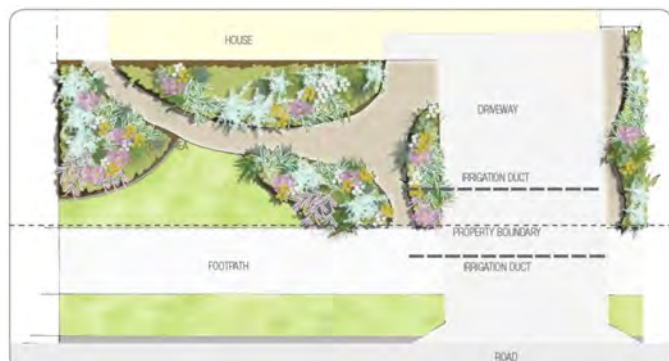 HOUSE
DRIVEWAY
IRRIGATION DUCT
PROPERTY BOUNDARY
FOOTPATH
IRRIGATION DUCT
ROAD